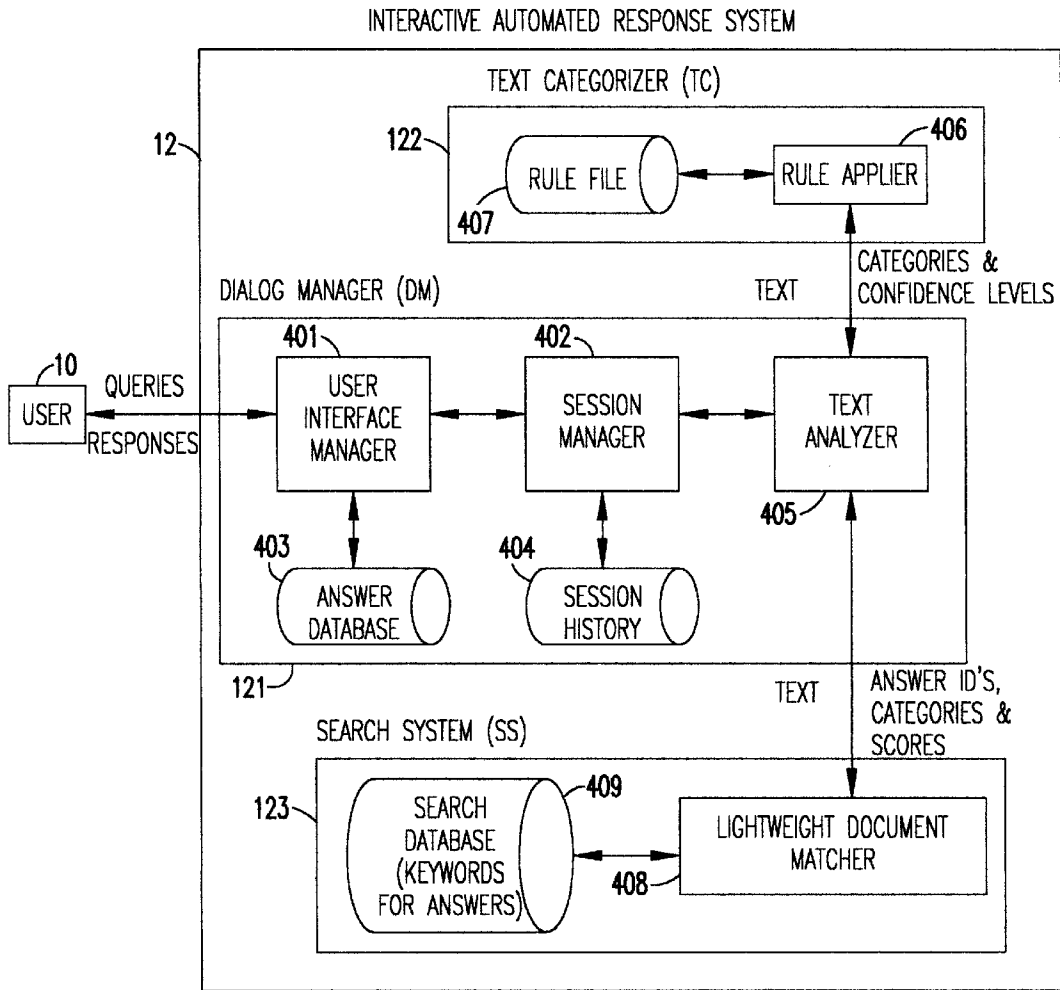 INTERACTIVE AUTOMATED RESPONSE SYSTEM
TEXT CATEGORIZER (TC)
12
122
406
RULE FILE
RULE APPLIER
407
CATEGORIES &
CONFIDENCE LEVELS
TEXT
DIALOG MANAGER (DM)
401
402
10
USER
QUERIES
RESPONSES
USER
INTERFACE
MANAGER
SESSION
MANAGER
TEXT
ANALYZER
405
403
404
ANSWER
DATABASE
SESSION
HISTORY
121
TEXT
ANSWER ID'S,
CATEGORIES &
SCORES
SEARCH SYSTEM (SS)
123
409
SEARCH
DATABASE
(KEYWORDS
FOR ANSWERS)
LIGHTWEIGHT DOCUMENT
MATCHER
408